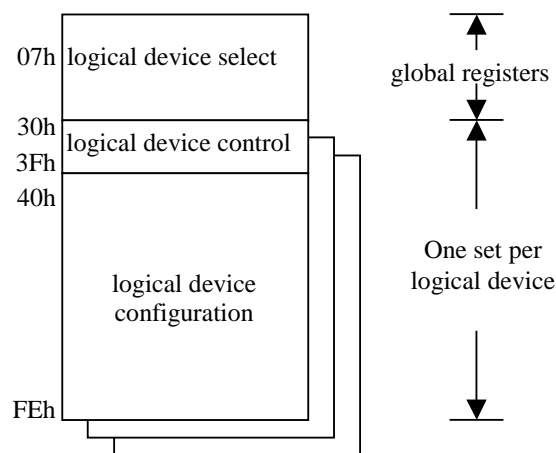 07h logical device select
global registers
30h
logical device control
3Fh
40h
One set per
logical device
logical device
configuration
FEh